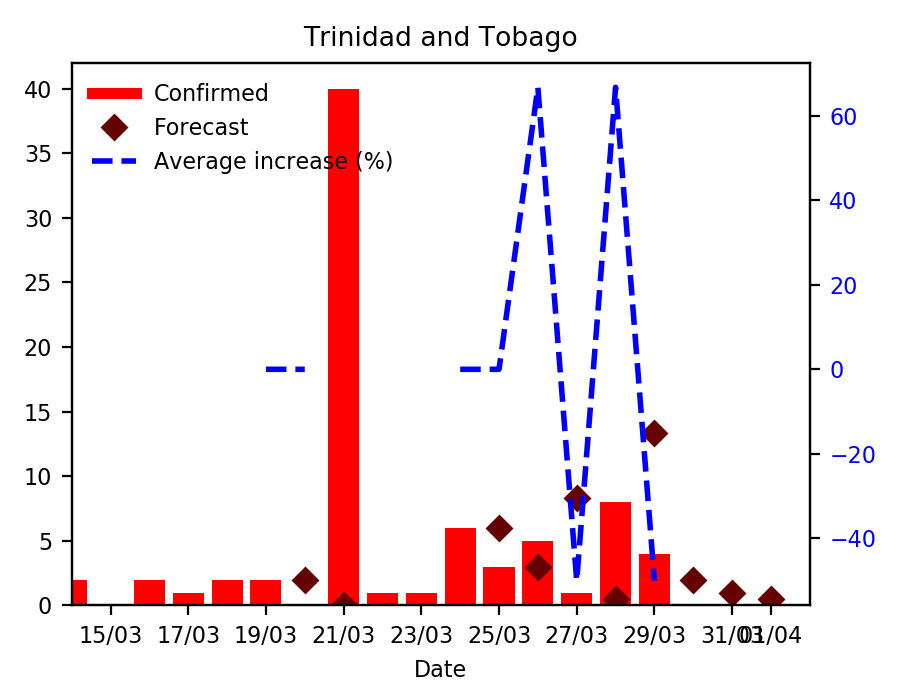 Trinidad and Tobago
Confirmed
Forecast
Average increase (%)
40
35
30
25
20
15
10
5
0
60
40
20
0
−20
−40
15/03 17/03 19/03 21/03 23/03 25/03 27/03 29/03 31/03 01/04
Date